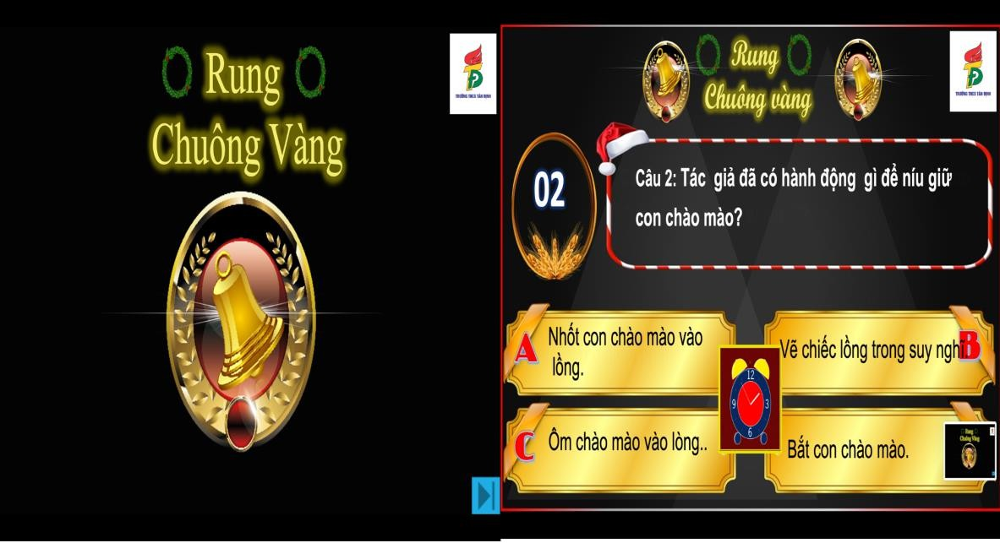 Rung
Chuông Vàng
TRƯỜNG THCS TÂN ĐỊNH
Rung
Chuông vàng
TRƯỜNG THCS TÂN ĐỊNH
02
Câu 2: Tác giả đã có hành động gì để níu giữ
con chào mào?
A
Nhốt con chào mào vào
lồng.
B
Vẽ chiếc lồng trong suy nghĩ
12
9
3
6
C
Ôm chào mào vào lòng..
Bắt con chào mào.
Rung
Chuông Vàng